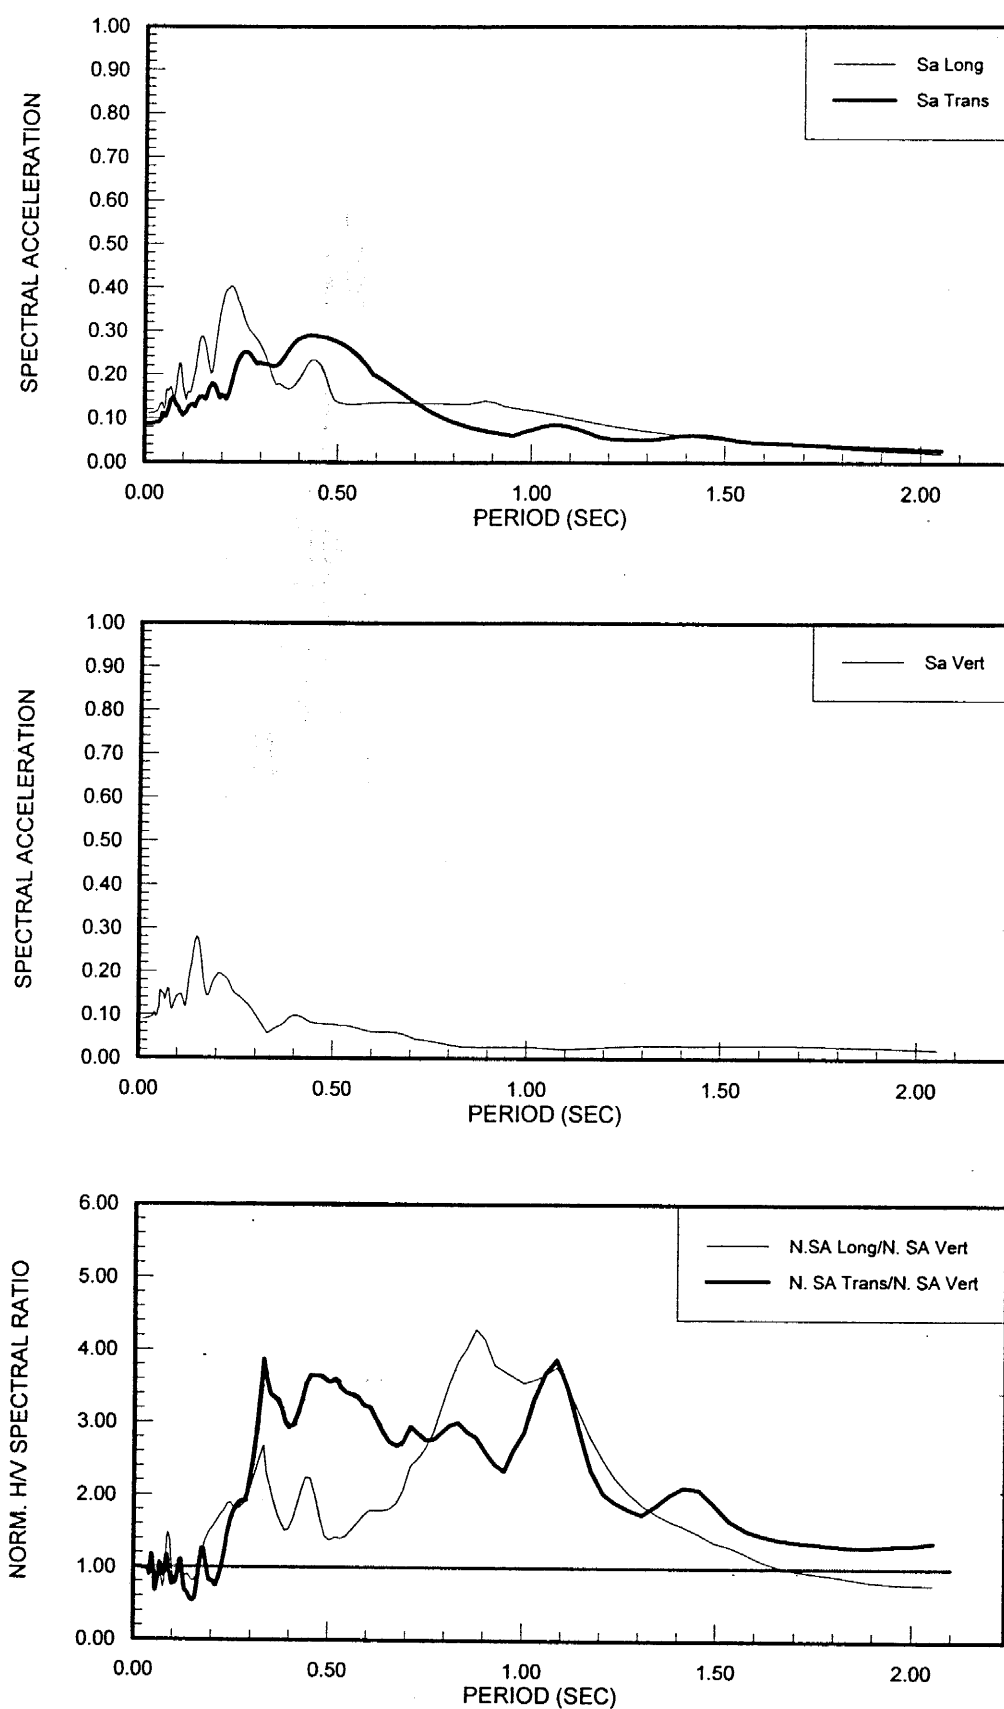 1.00
0.90
0.80
0.70
0.60
0.50
0.40
0.30
0.20
0.10
0.00
SPECTRAL ACCELERATION
Sa Long
Sa Trans
0.00 0.50 1.00 1.50 2.00
PERIOD (SEC)
1.00
0.90
0.80
0.70
0.60
0.50
0.40
0.30
0.20
0.10
0.00
SPECTRAL ACCELERATION
Sa Vert
0.00 0.50 1.00 1.50 2.00
PERIOD (SEC)
6.00
5.00
4.00
3.00
2.00
1.00
0.00
NORM. H/V SPECTRAL RATIO
N.SA Long/N. SA Vert
N. SA Trans/N. SA Vert
0.00 0.50 1.00 1.50 2.00
PERIOD (SEC)